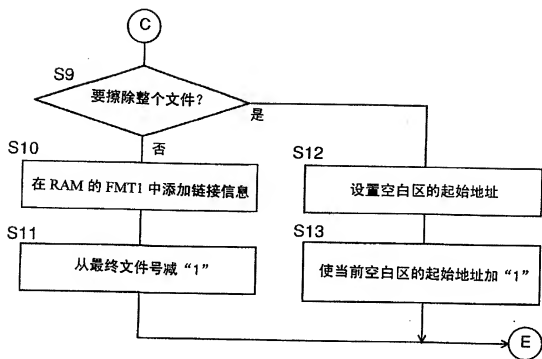 C
S9
要擦除整个文件?
是
否
S10
在 RAM 的 FMT1 中添加链接信息
S12
设置空白区的起始地址
S11
从最终文件号减“1”
S13
使当前空白区的起始地址加“1”
E